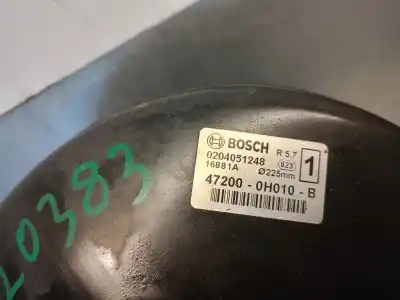 BOSCH R 5.7
0204051248 823
16881A Ø225mm 1
47200 - 0H010 - B
20383